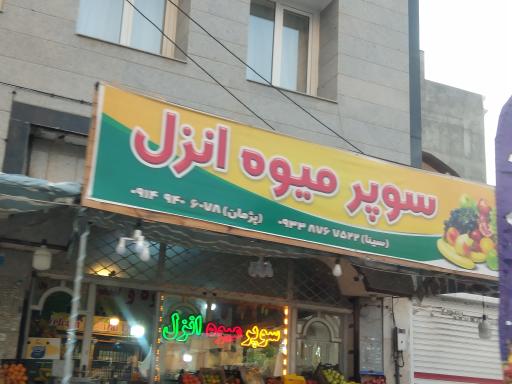 سوپر میوه انزل
۰۹۳۳ ۸۷۶ ۷۵۲۲ (سینا) ۰۹۱۴ ۹۴۰ ۶۰۷۸ (پژمان)
سوپر میوه انزل